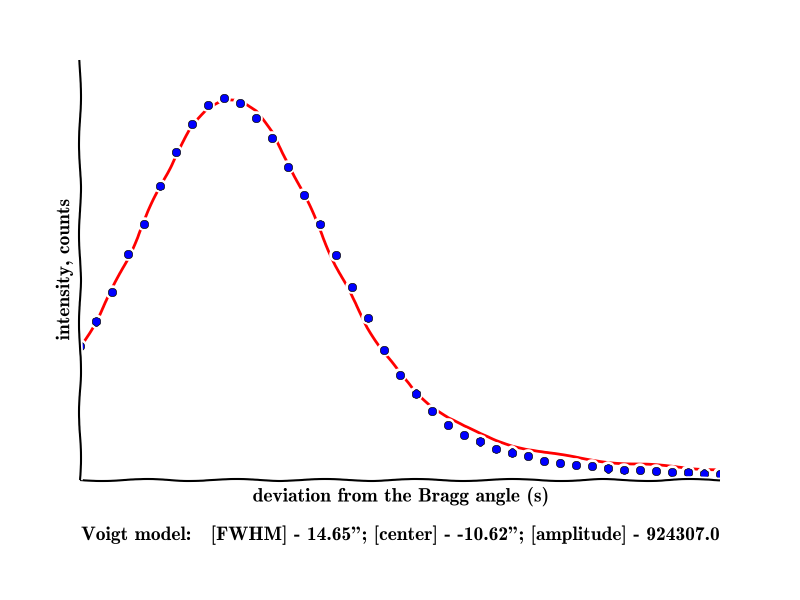 intensity, counts
deviation from the Bragg angle (s)
Voigt model: [FWHM] - 14.65”; [center] - -10.62”; [amplitude] - 924307.0